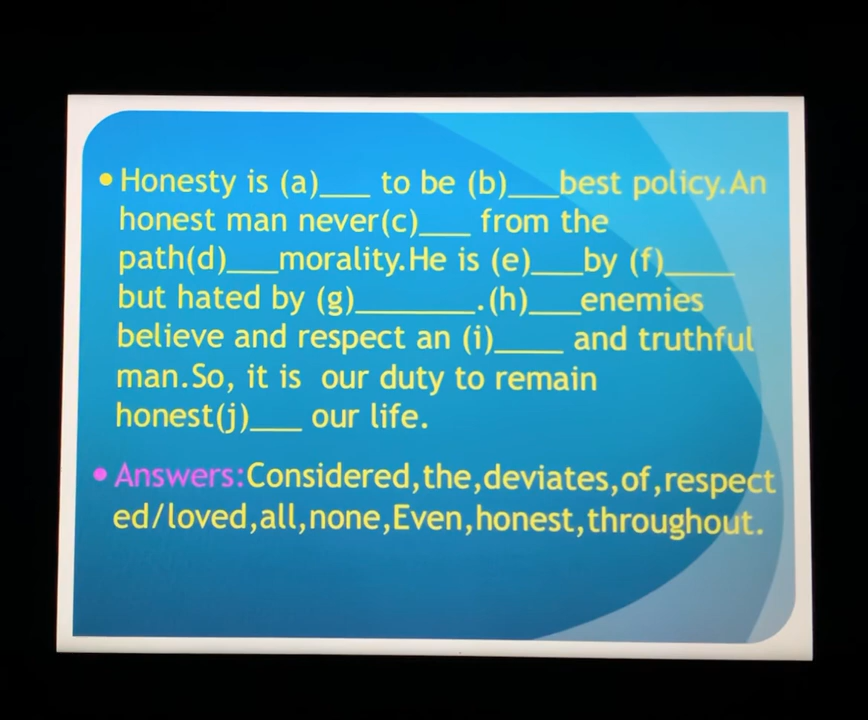 •Honesty is (a)___ to be (b)___best policy.An
honest man never(c)___ from the
path(d)___morality.He is (e)___by (f)____
but hated by (g)_______.(h)___enemies
believe and respect an (i)____ and truthful
man.So, it is our duty to remain
honest(j)___ our life.
•Answers:Considered,the,deviates,of,respect
ed/loved,all,none,Even,honest,throughout.